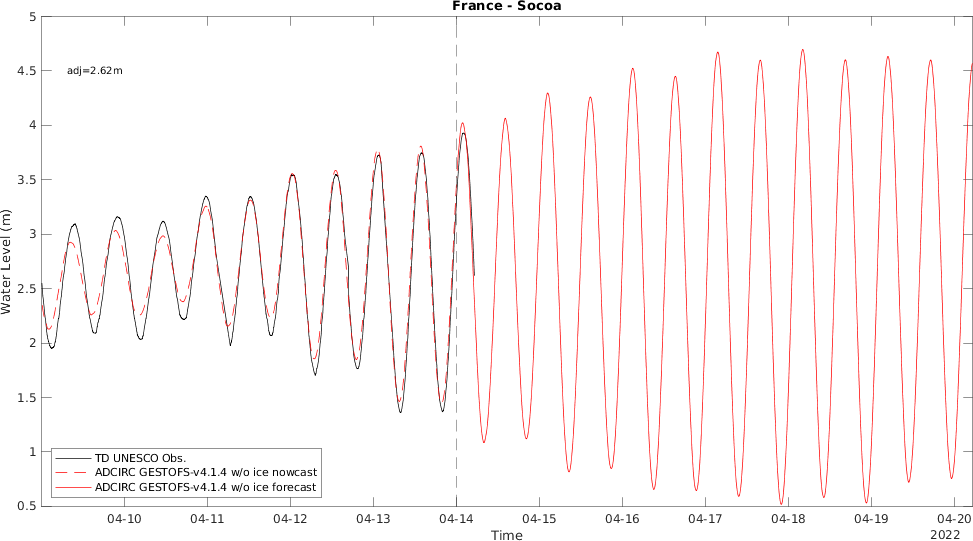 France - Socoa
5
4.5
4
3.5
3
2.5
2
1.5
1
0.5
Water Level (m)
adj=2.62m
TD UNESCO Obs.
ADCIRC GESTOFS-v4.1.4 w/o ice nowcast
ADCIRC GESTOFS-v4.1.4 w/o ice forecast
04-10 04-11 04-12 04-13 04-14 04-15 04-16 04-17 04-18 04-19 04-20
Time
2022